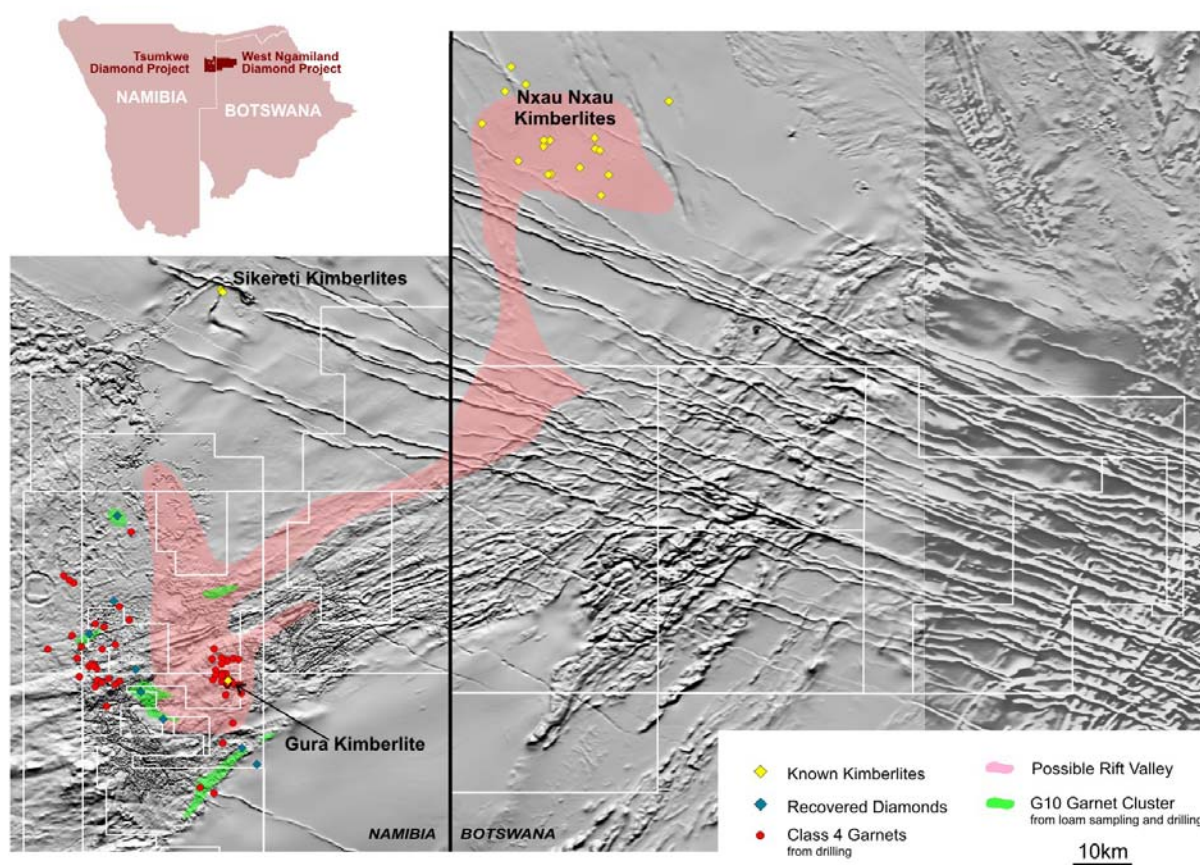 Tsumkwe
Diamond Project
West Ngamiland
Diamond Project
NAMIBIA
BOTSWANA
Nxau Nxau
Kimberlites
Sikereti Kimberlites
Gura Kimberlite
NAMIBIA
BOTSWANA
Known Kimberlites
Recovered Diamonds
Class 4 Garnets
from drilling
Possible Rift Valley
G10 Garnet Cluster
from loam sampling and drilling
10km